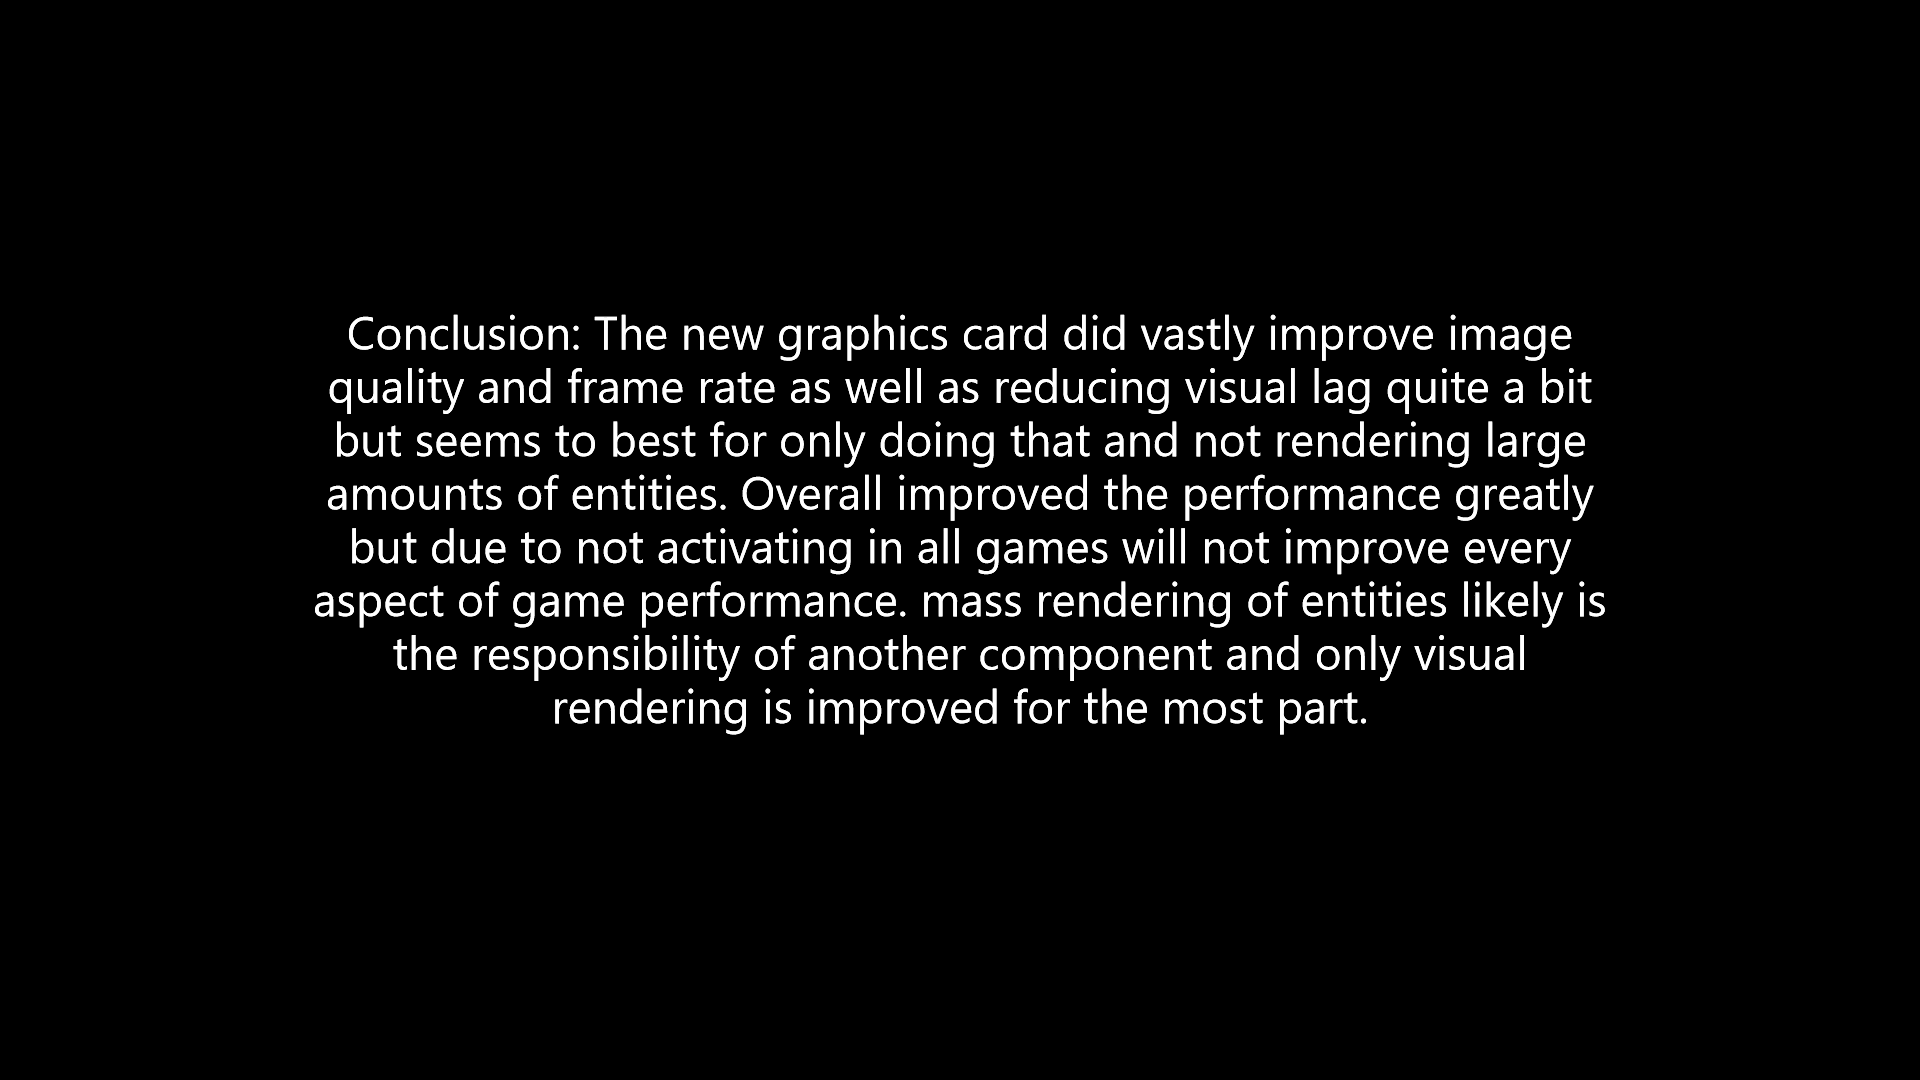 Conclusion: The new graphics card did vastly improve image
quality and frame rate as well as reducing visual lag quite a bit
but seems to best for only doing that and not rendering large
amounts of entities. Overall improved the performance greatly
but due to not activating in all games will not improve every
aspect of game performance. mass rendering of entities likely is
the responsibility of another component and only visual
rendering is improved for the most part.